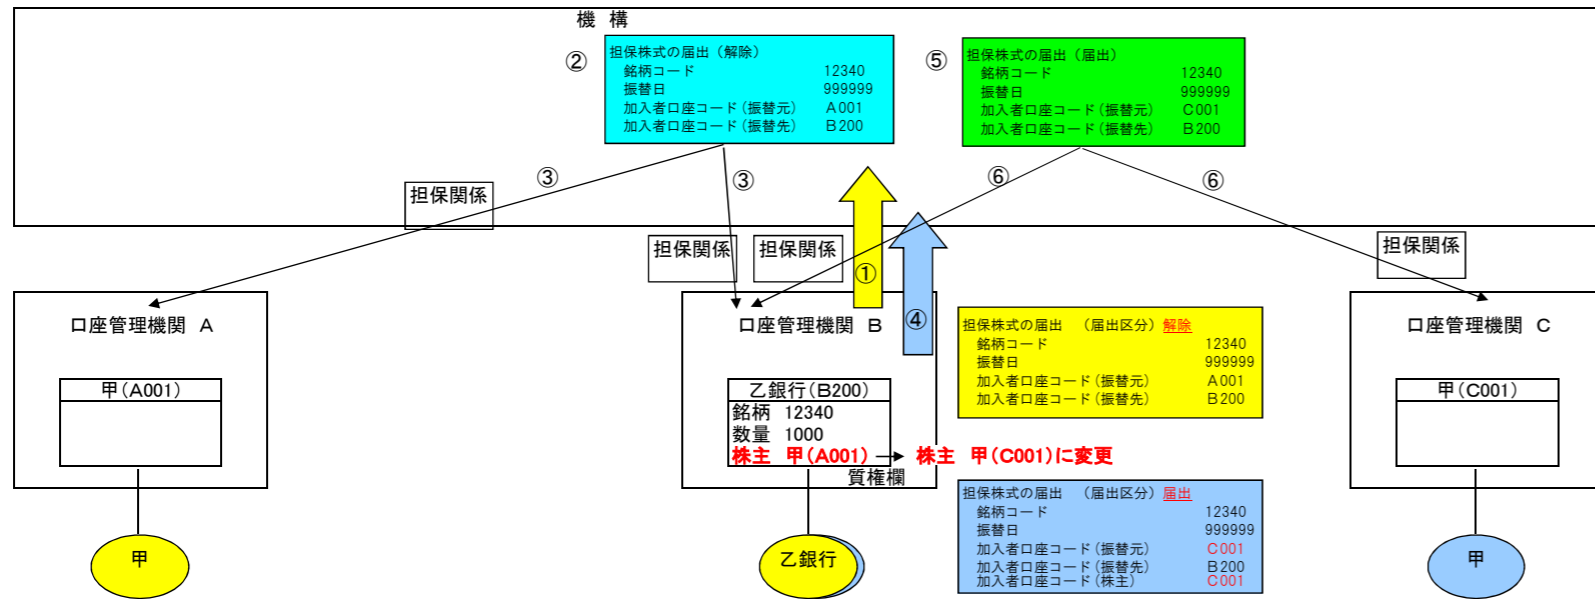 機 構
②
担保株式の届出(解除)
銘柄コード 12340
振替日 999999
加入者口座コード(振替元) A001
加入者口座コード(振替先) B200
⑤
担保株式の届出(届出)
銘柄コード 12340
振替日 999999
加入者口座コード(振替元) C001
加入者口座コード(振替先) B200
③
③
⑥
⑥
担保関係
担保関係
担保関係
担保関係
①
④
口座管理機関 A
甲(A001)
甲
口座管理機関 B
乙銀行(B200)
銘柄 12340
数量 1000
株主 甲(A001)
株主 甲(C001)に変更
質権欄
乙銀行
担保株式の届出 (届出区分) 解除
銘柄コード 12340
振替日 999999
加入者口座コード(振替元) A001
加入者口座コード(振替先) B200
担保株式の届出 (届出区分) 届出
銘柄コード 12340
振替日 999999
加入者口座コード(振替元) C001
加入者口座コード(振替先) B200
加入者口座コード(株主) C001
口座管理機関 C
甲(C001)
甲